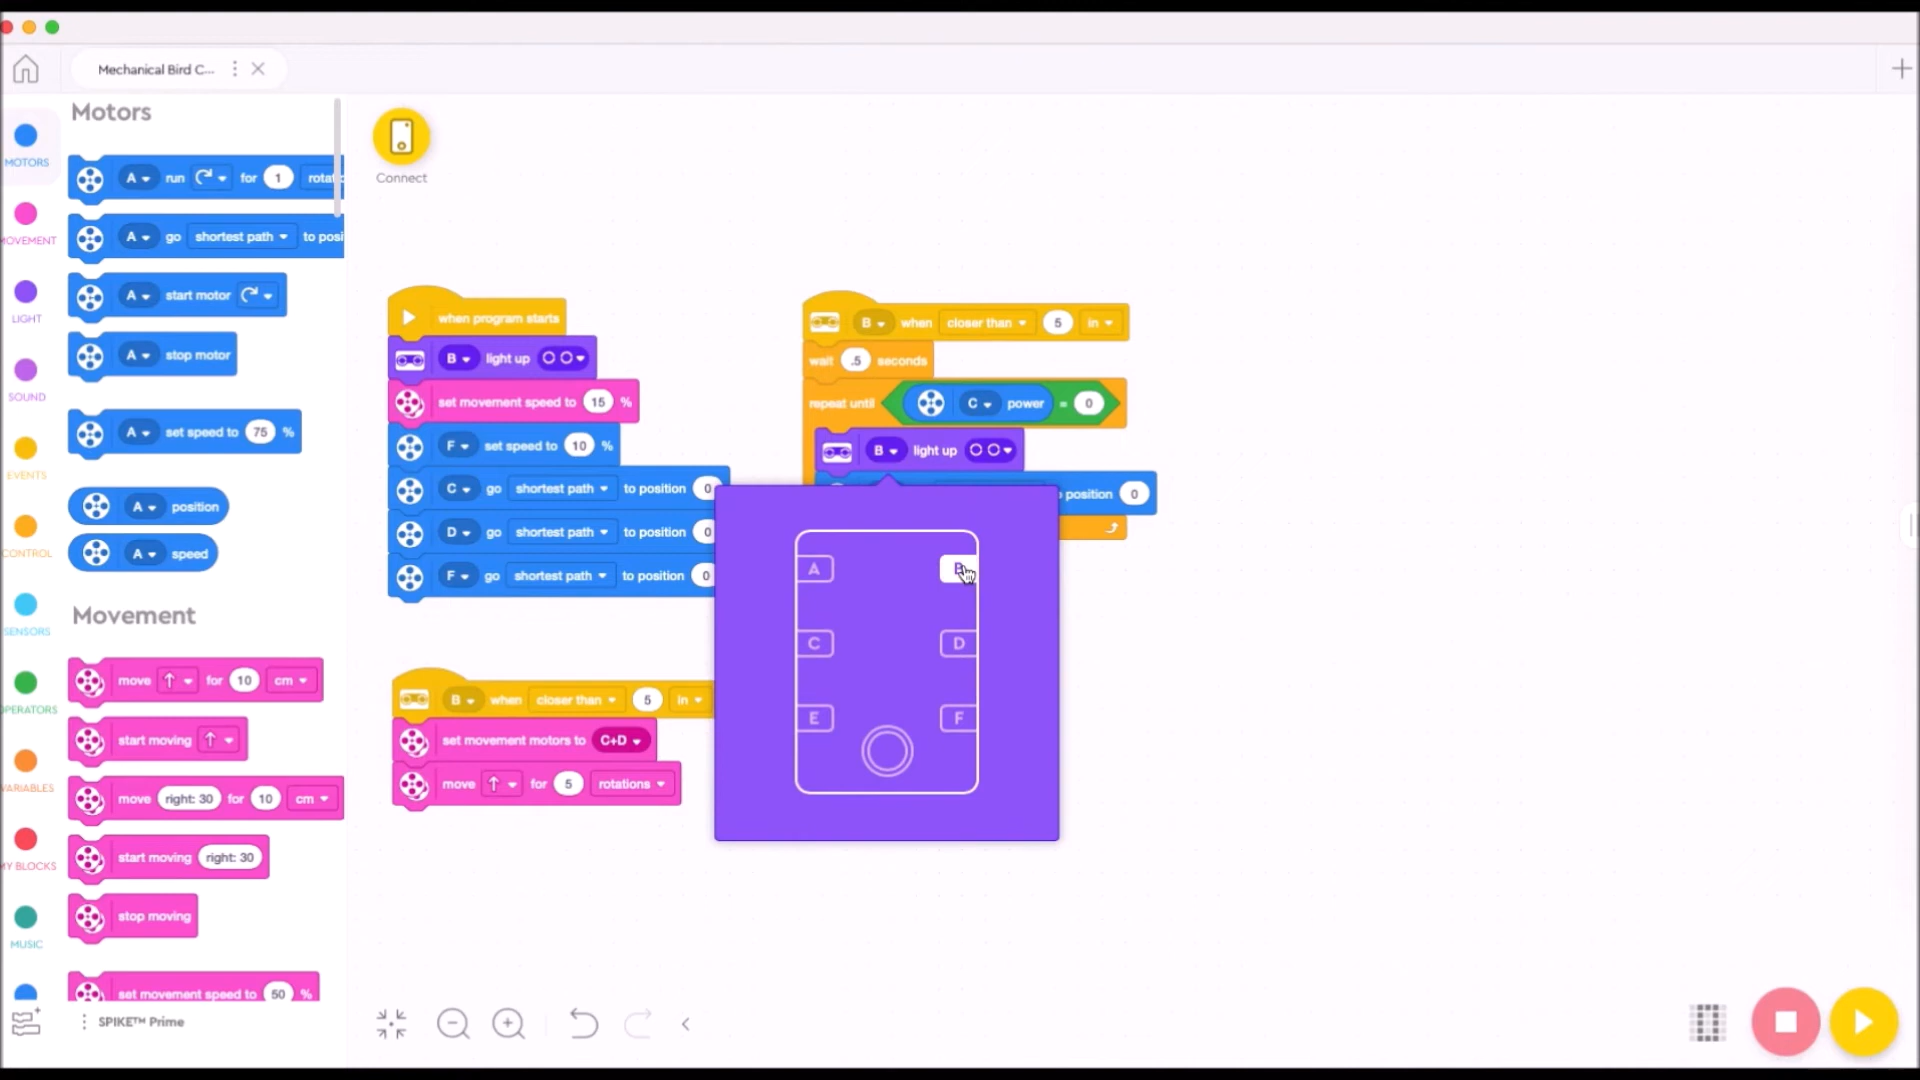 Mechanical Bird C...
Motors
MOTORS
MOVEMENT
LIGHT
SOUND
EVENTS
CONTROL
SENSORS
OPERATORS
VARIABLES
MY BLOCKS
MUSIC
A run for 1 rotat
A go shortest path to posi
A start motor
A stop motor
A set speed to 75 %
A position
A speed
Movement
move for 10 cm
start moving
move right: 30 for 10 cm
start moving right: 30
stop moving
set movement speed to 50 %
SPIKE™ Prime
Connect
when program starts
B light up
set movement speed to 15 %
F set speed to 10 %
C go shortest path to position 0
D go shortest path to position 0
F go shortest path to position 0
B when closer than 5 in
set movement motors to C+D
move for 5 rotations
B when closer than 5 in
wait .5 seconds
repeat until C power = 0
B light up
position 0
A B
C D
E F